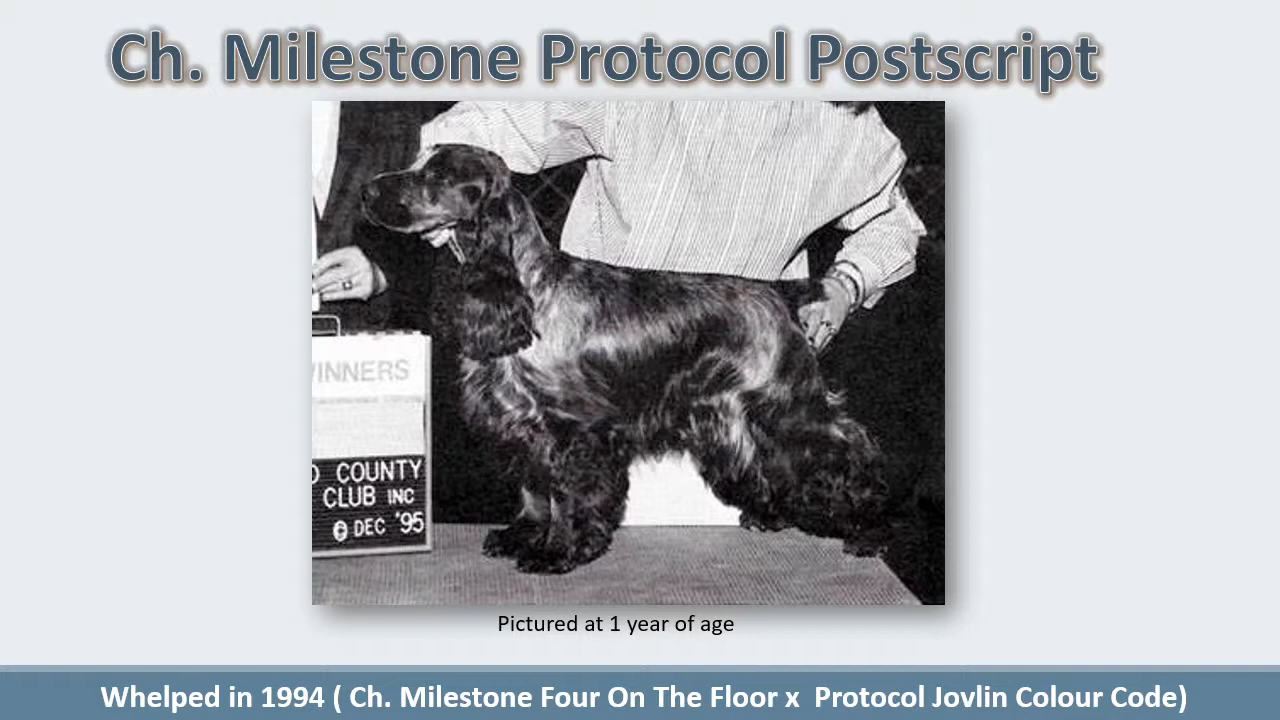 Ch. Milestone Protocol Postscript
WINNERS
COUNTY
CLUB INC
© DEC '95
Pictured at 1 year of age
Whelped in 1994 ( Ch. Milestone Four On The Floor x Protocol Jovlin Colour Code)